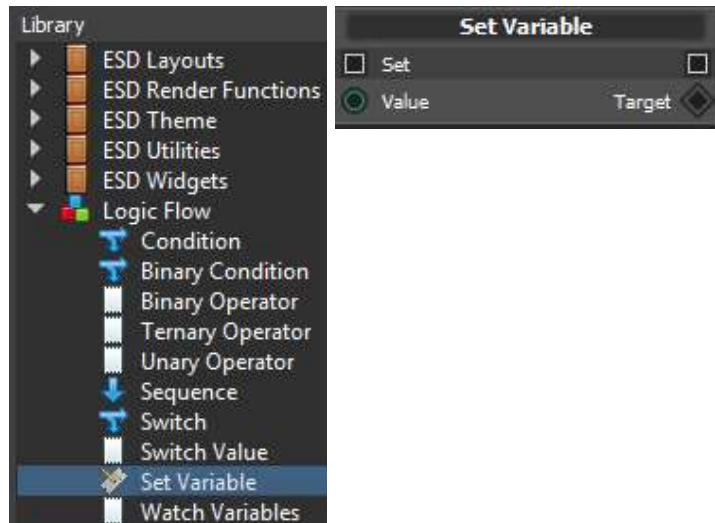 Library
ESD Layouts
ESD Render Functions
ESD Theme
ESD Utilities
ESD Widgets
Logic Flow
Condition
Binary Condition
Binary Operator
Ternary Operator
Unary Operator
Sequence
Switch
Switch Value
Set Variable
Watch Variables
Set Variable
Set
Value Target